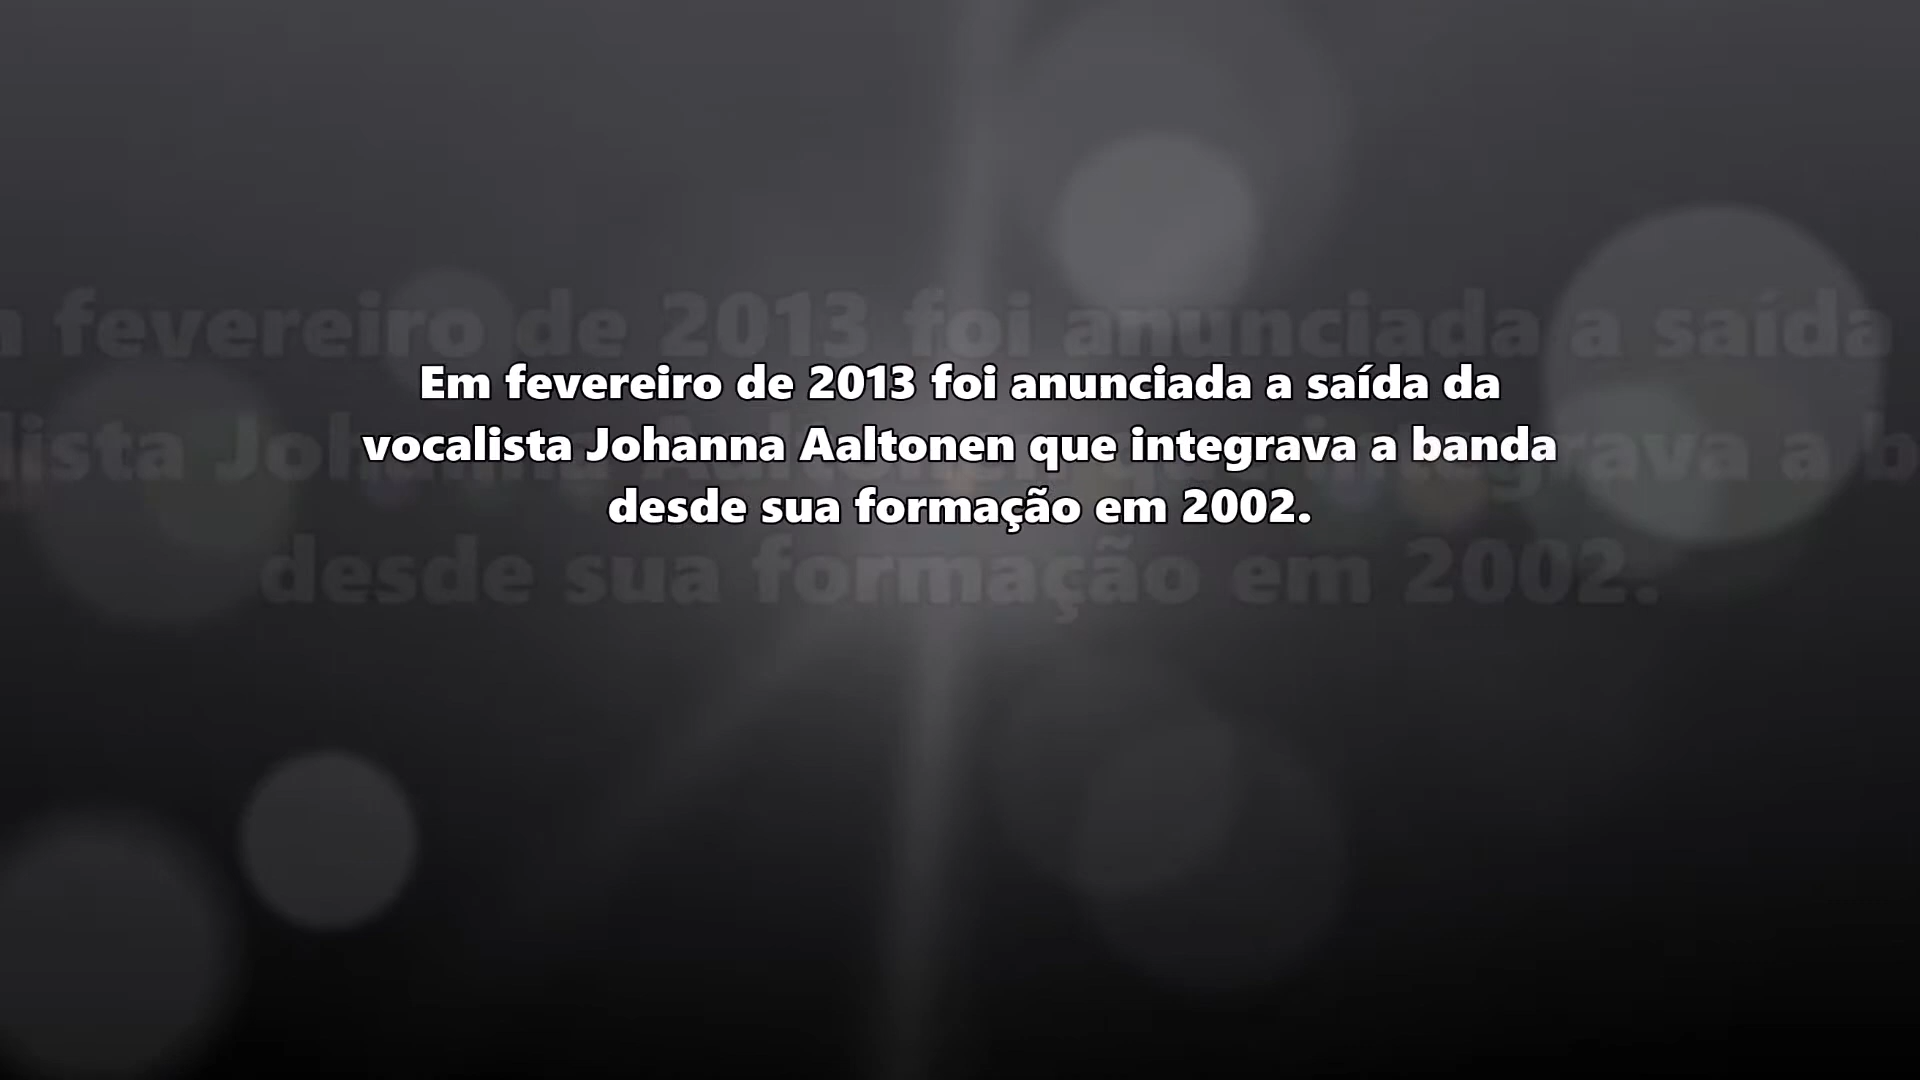 Em fevereiro de 2013 foi anunciada a saída da
vocalista Johanna Aaltonen que integrava a banda
desde sua formação em 2002.